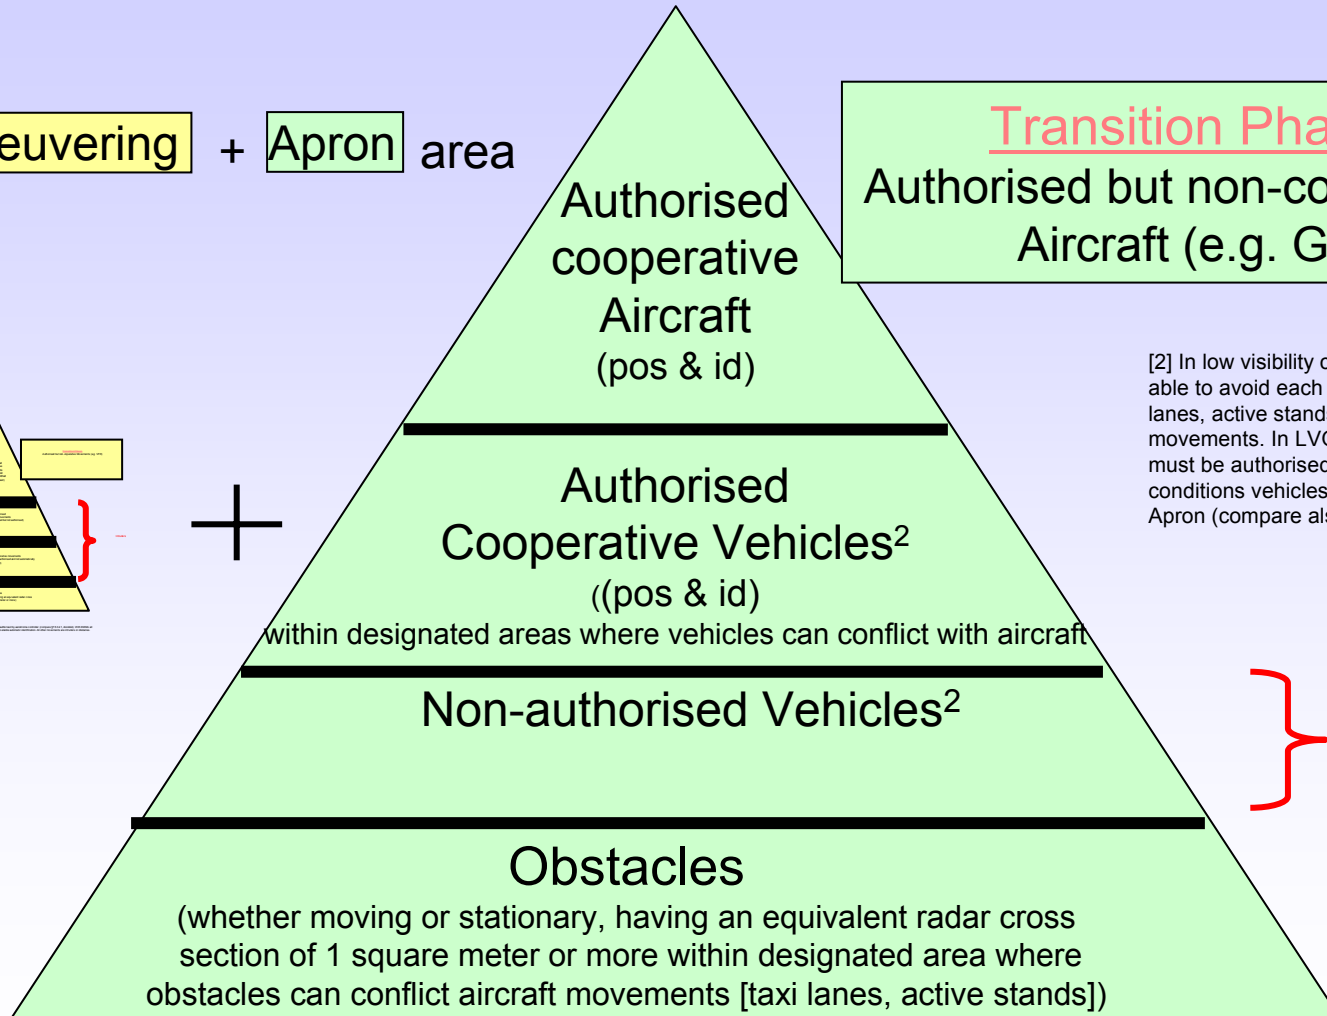 euvering + Apron area
Transition Pha
Authorised but non-co
Aircraft (e.g. G
Authorised
cooperative
Aircraft
(pos & id)
[2] In low visibility
able to avoid each
lanes, active stand
movements. In LV
must be authorised
conditions vehicles
Apron (compare al
Authorised
Cooperative Vehicles²
((pos & id)
within designated areas where vehicles can conflict with aircraft
Non-authorised Vehicles²
Obstacles
(whether moving or stationary, having an equivalent radar cross
section of 1 square meter or more within designated area where
obstacles can conflict aircraft movements [taxi lanes, active stands])